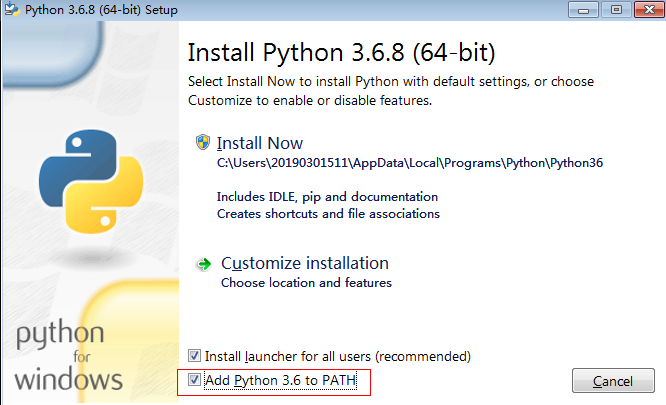 Python 3.6.8 (64-bit) Setup
Install Python 3.6.8 (64-bit)
Select Install Now to install Python with default settings, or choose
Customize to enable or disable features.
Install Now
C:\Users\20190301511\AppData\Local\Programs\Python\Python36
Includes IDLE, pip and documentation
Creates shortcuts and file associations
Customize installation
Choose location and features
python
for
windows
Install launcher for all users (recommended)
Add Python 3.6 to PATH
Cancel